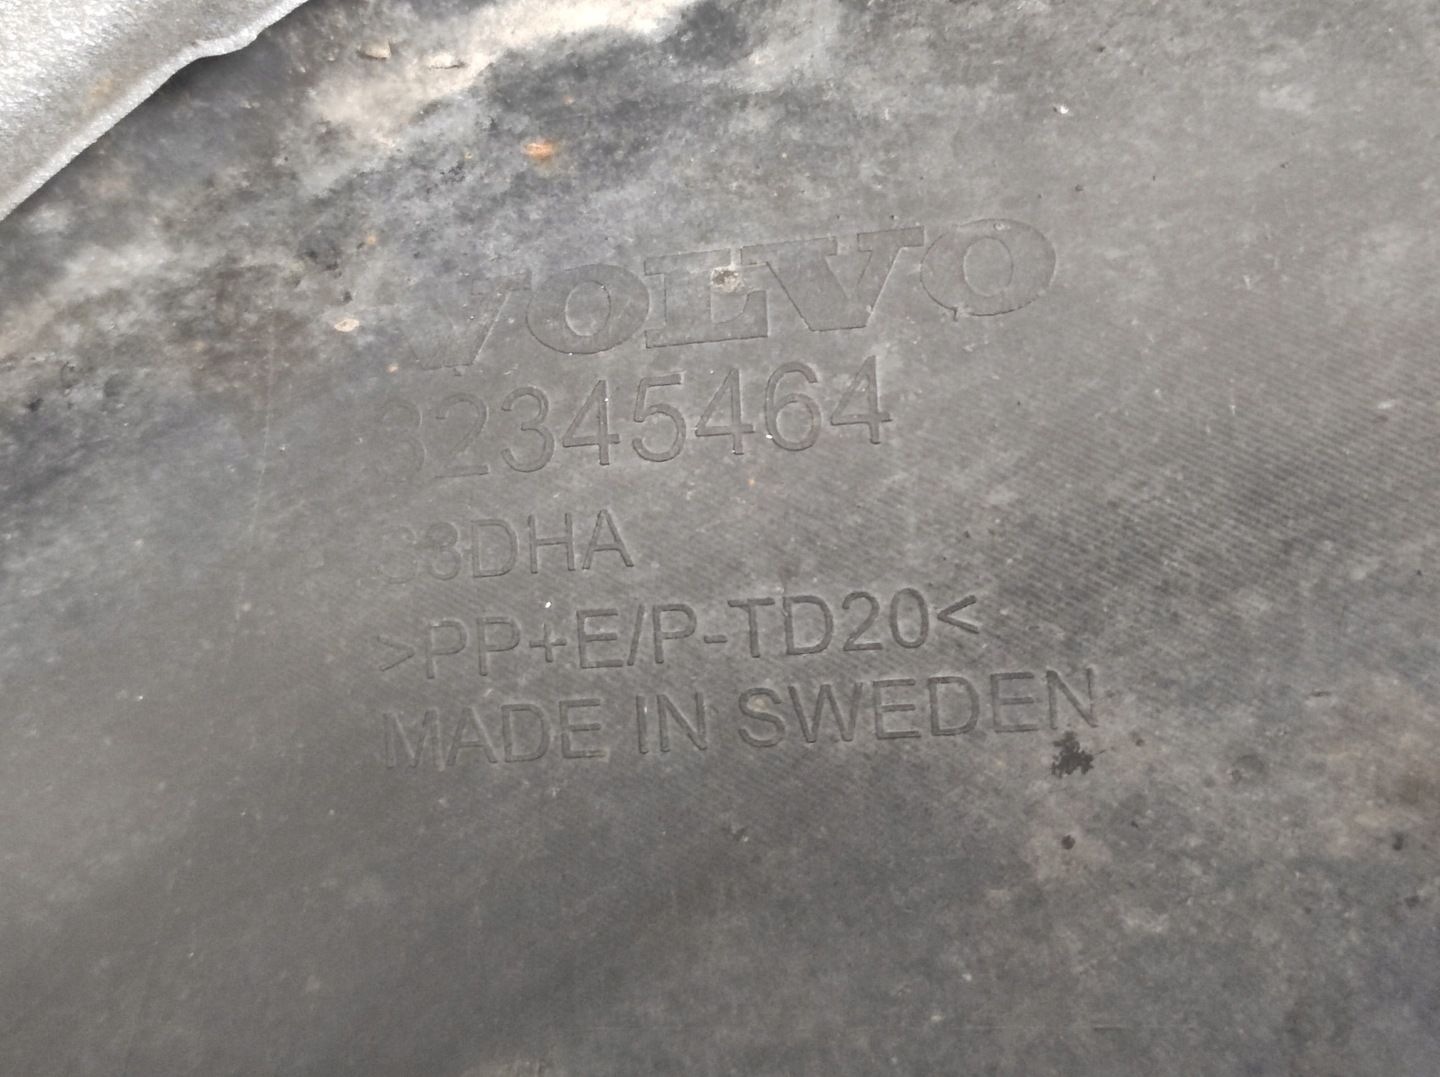 VOLVO
32345464
33DHA
>PP+E/P-TD20<
MADE IN SWEDEN